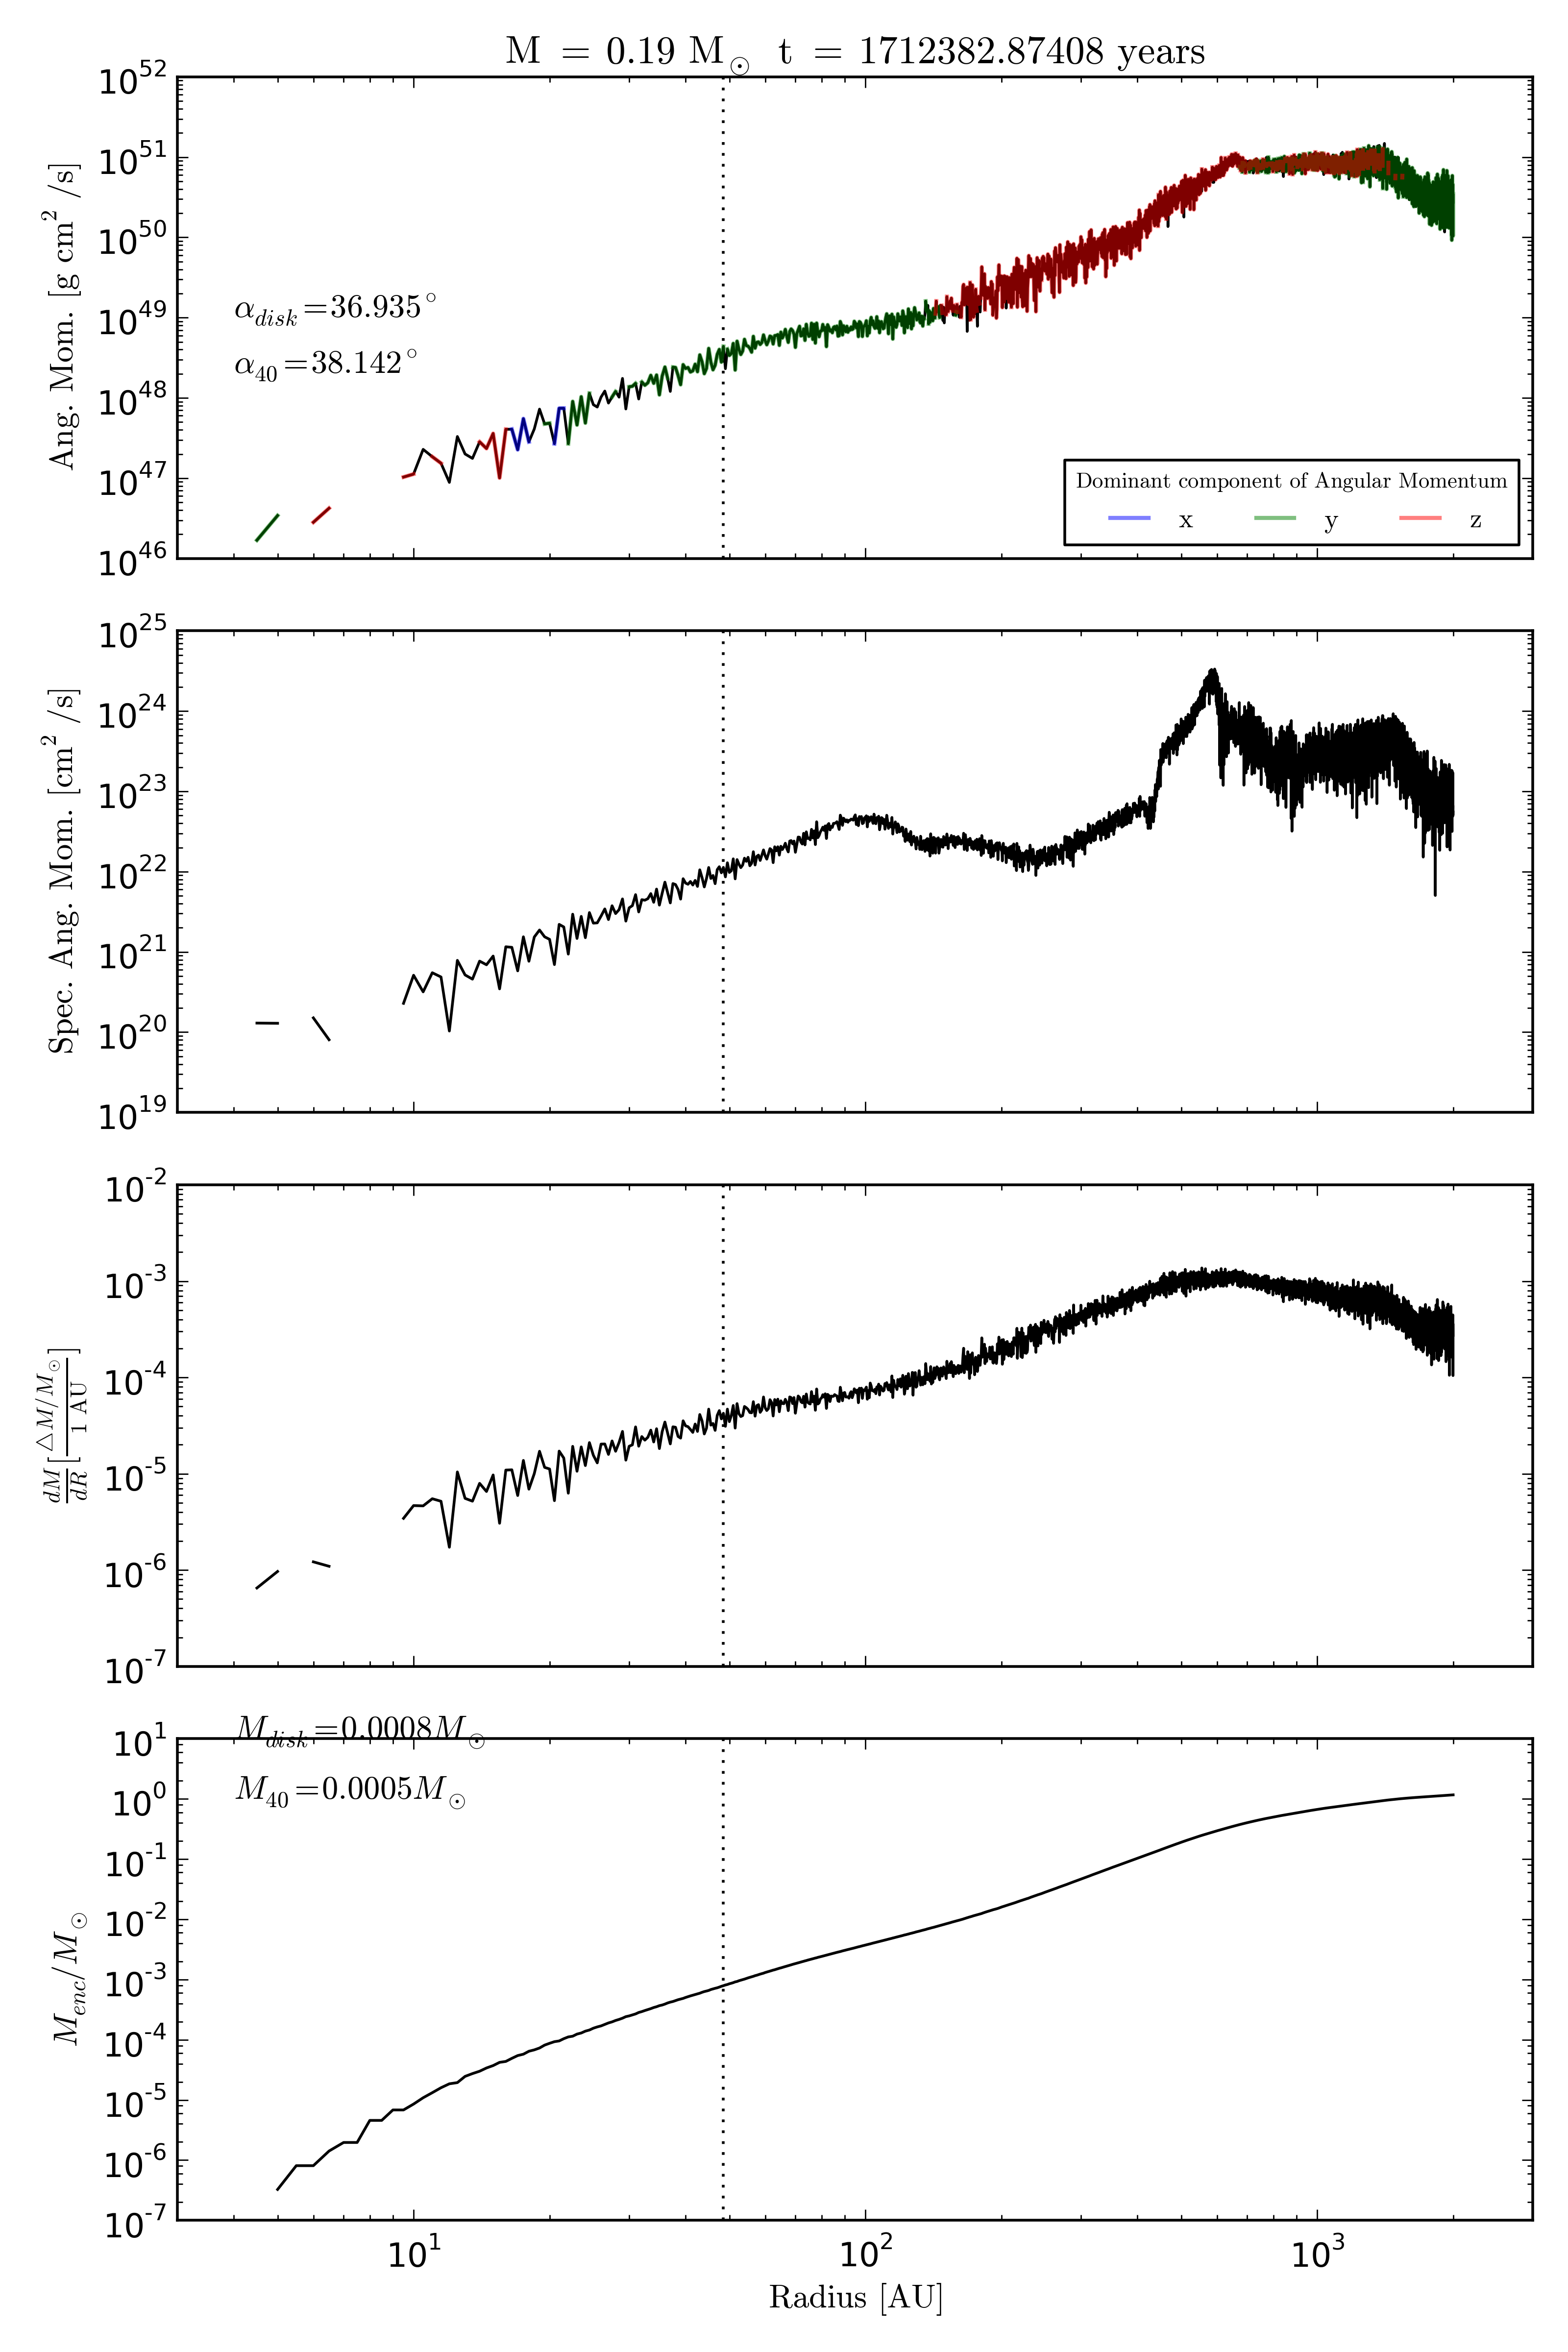 M = 0.19 M⊙ t = 1712382.87408 years
10^52
10^51
10^50
10^49
10^48
10^47
10^46
Ang. Mom. [g cm^2 /s]
α_disk=36.935°
α_40=38.142°
Dominant component of Angular Momentum
x y z
10^25
10^24
10^23
10^22
10^21
10^20
10^19
Spec. Ang. Mom. [cm^2 /s]
10^-2
10^-3
10^-4
10^-5
10^-6
10^-7
dM/dR [△M/M⊙ / 1 AU]
M_disk=0.0008M⊙
M_40=0.0005M⊙
10^1
10^0
10^-1
10^-2
10^-3
10^-4
10^-5
10^-6
10^-7
M_enc/M⊙
10^1 10^2 10^3
Radius [AU]